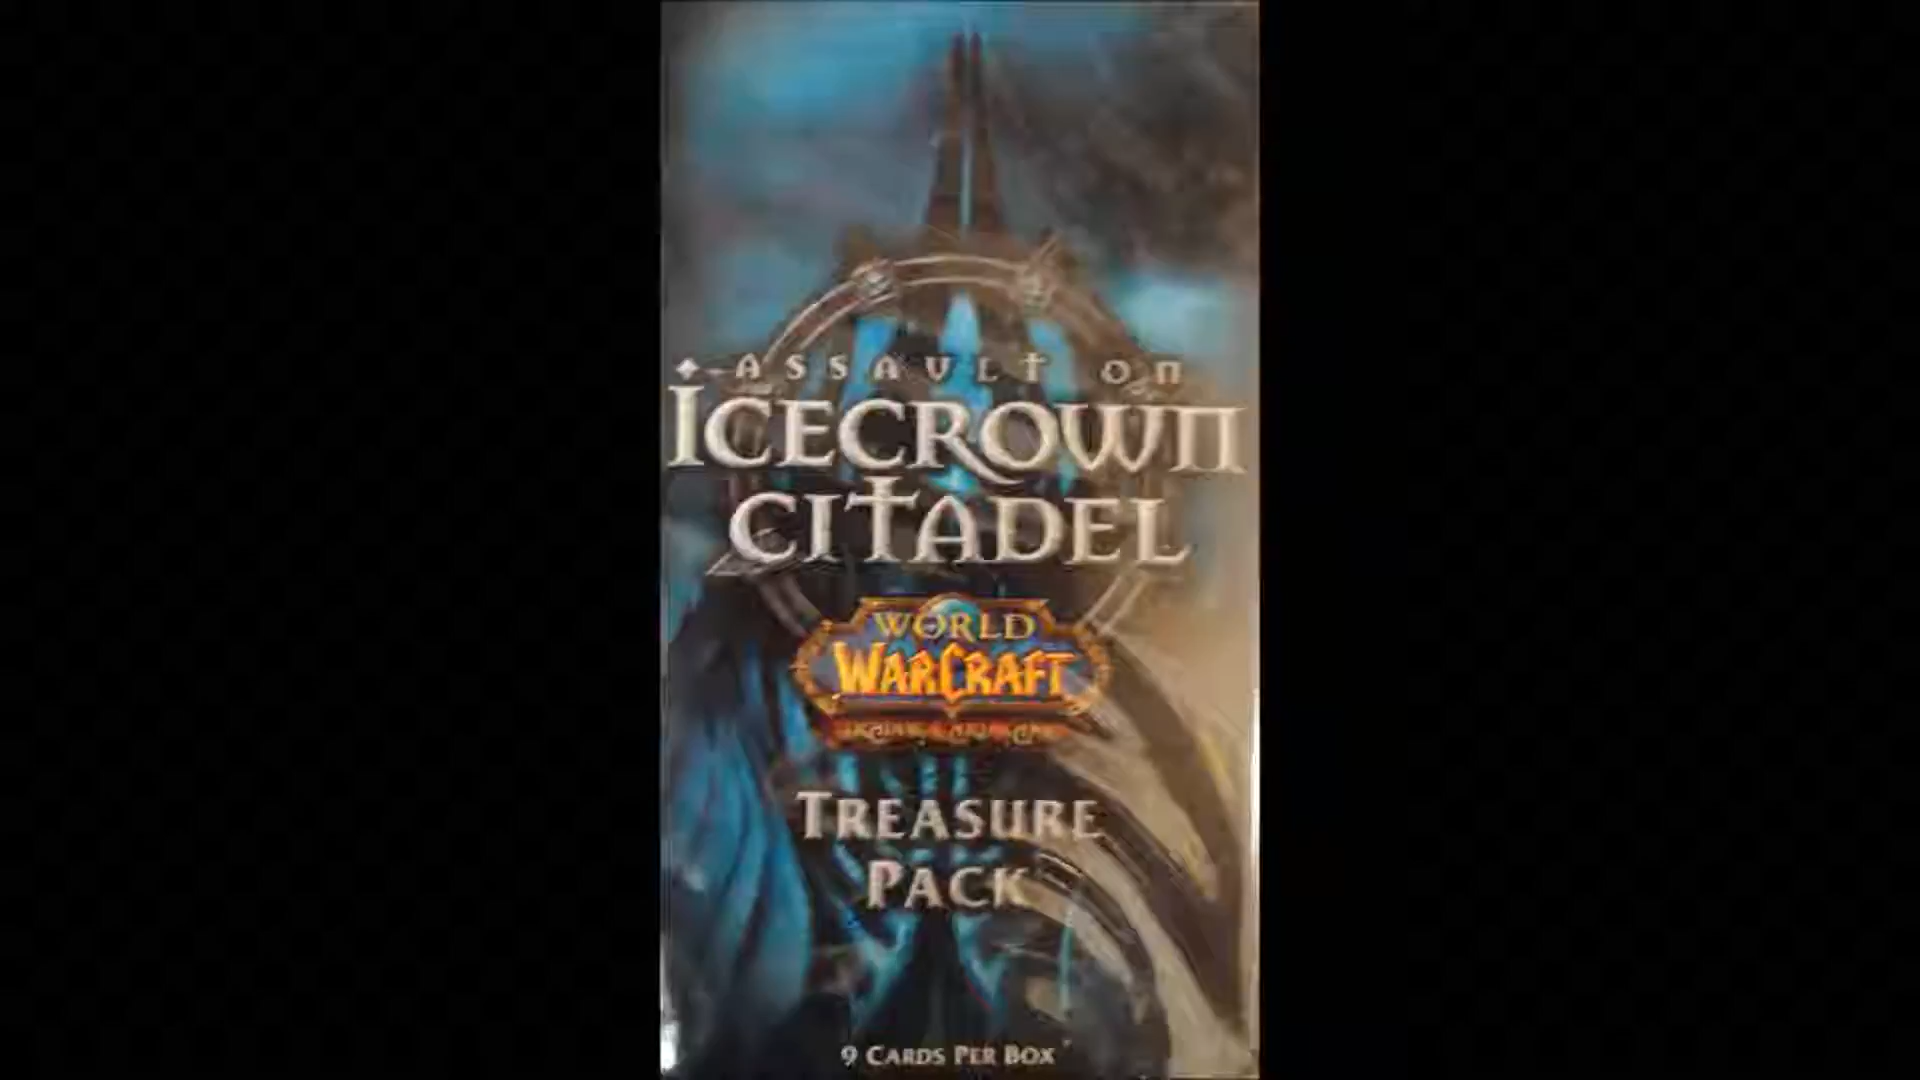 ASSAULT ON
ICECROWN
CITADEL
WORLD
WARCRAFT
TREASURE
PACK
9 CARDS PER BOX